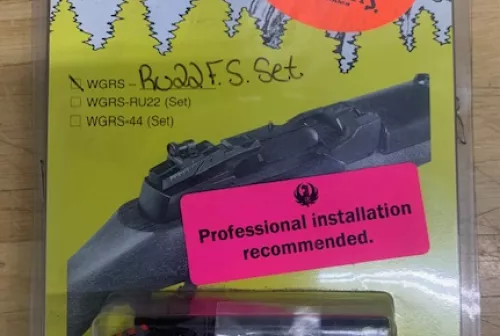 WGRS – Ru22 F.S. Set
WGRS-RU22 (Set)
WGRS-44 (Set)
Professional installation
recommended.